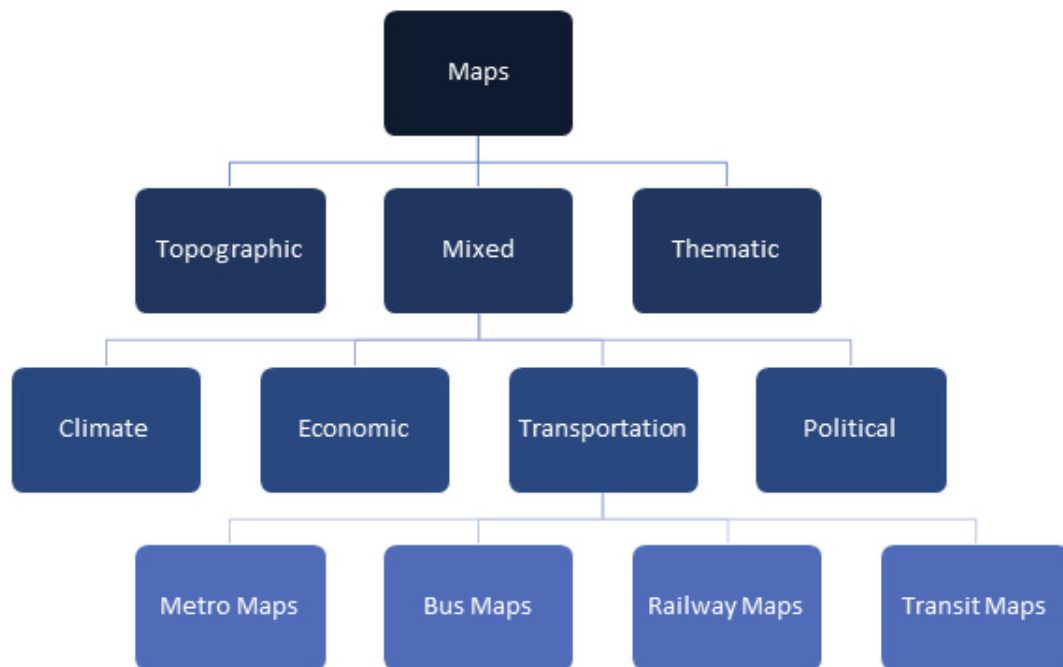 Maps
Topographic
Mixed
Thematic
Climate
Economic
Transportation
Political
Metro Maps
Bus Maps
Railway Maps
Transit Maps